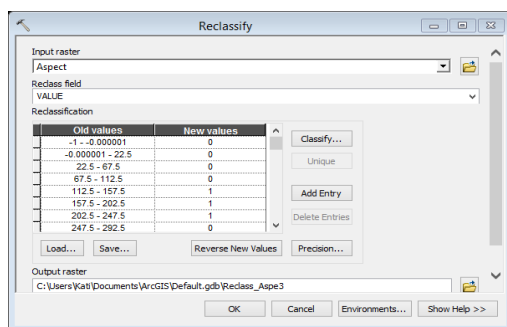 Reclassify
Input raster
Aspect
Reclass field
VALUE
Reclassification
Old values New values
-1 - -0.000001 0
-0.000001 - 22.5 0
22.5 - 67.5 0
67.5 - 112.5 0
112.5 - 157.5 1
157.5 - 202.5 1
202.5 - 247.5 1
247.5 - 292.5 0
Classify...
Unique
Add Entry
Delete Entries
Load... Save... Reverse New Values Precision...
Output raster
C:\Users\Kati\Documents\ArcGIS\Default.gdb\Reclass_Aspe3
OK Cancel Environments... Show Help >>